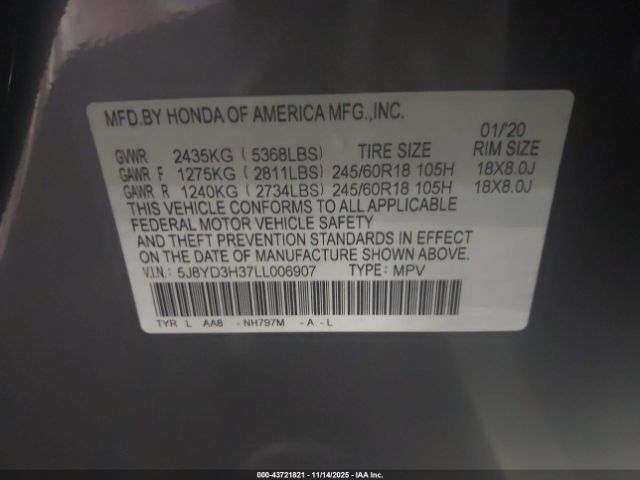 MFD.BY HONDA OF AMERICA MFG.,INC.
01/'20
GVWR 2435KG ( 5368LBS) TIRE SIZE RIM SIZE
GAWR F 1275KG ( 2811LBS) 245/60R18 105H 18X8.0J
GAWR R 1240KG ( 2734LBS) 245/60R18 105H 18X8.0J
THIS VEHICLE CONFORMS TO ALL APPLICABLE
FEDERAL MOTOR VEHICLE SAFETY
AND THEFT PREVENTION STANDARDS IN EFFECT
ON THE DATE OF MANUFACTURE SHOWN ABOVE.
V.I.N: 5J8YD3H37LL006907 TYPE: MPV
TYR L AA8 -NH797M -A-L
000-43721821 - 11/14/2025 - IAA Inc.